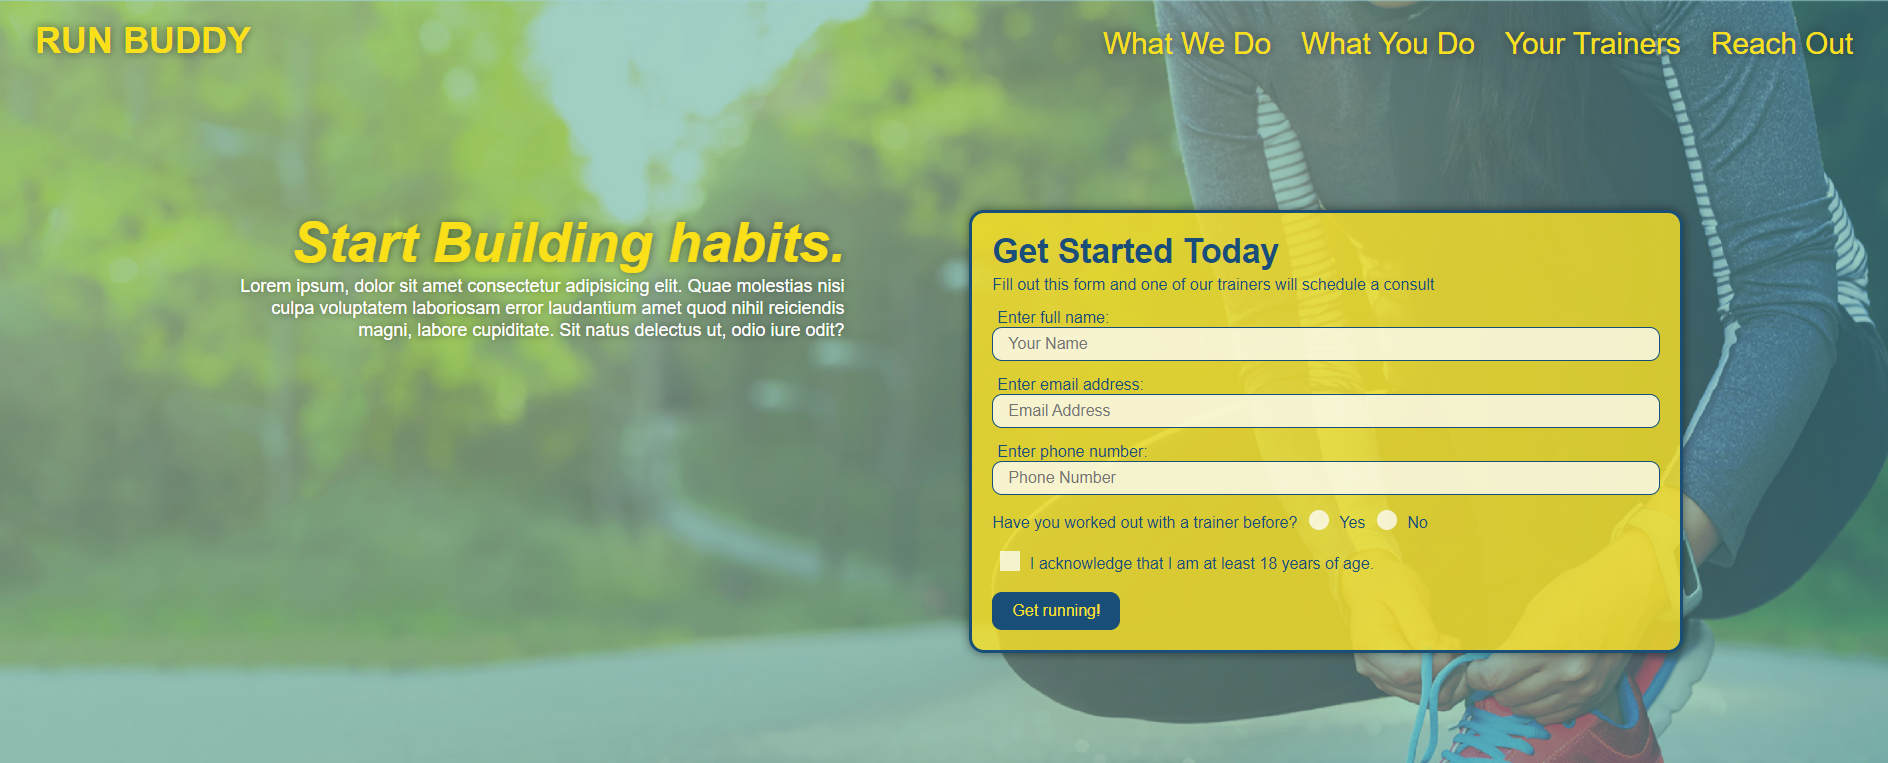 RUN BUDDY
What We Do
What You Do
Your Trainers
Reach Out
Start Building habits.
Lorem ipsum, dolor sit amet consectetur adipisicing elit. Quae molestias nisi
culpa voluptatem laboriosam error laudantium amet quod nihil reiciendis
magni, labore cupiditate. Sit natus delectus ut, odio iure odit?
Get Started Today
Fill out this form and one of our trainers will schedule a consult
Enter full name:
Your Name
Enter email address:
Email Address
Enter phone number:
Phone Number
Have you worked out with a trainer before? Yes No
I acknowledge that I am at least 18 years of age.
Get running!